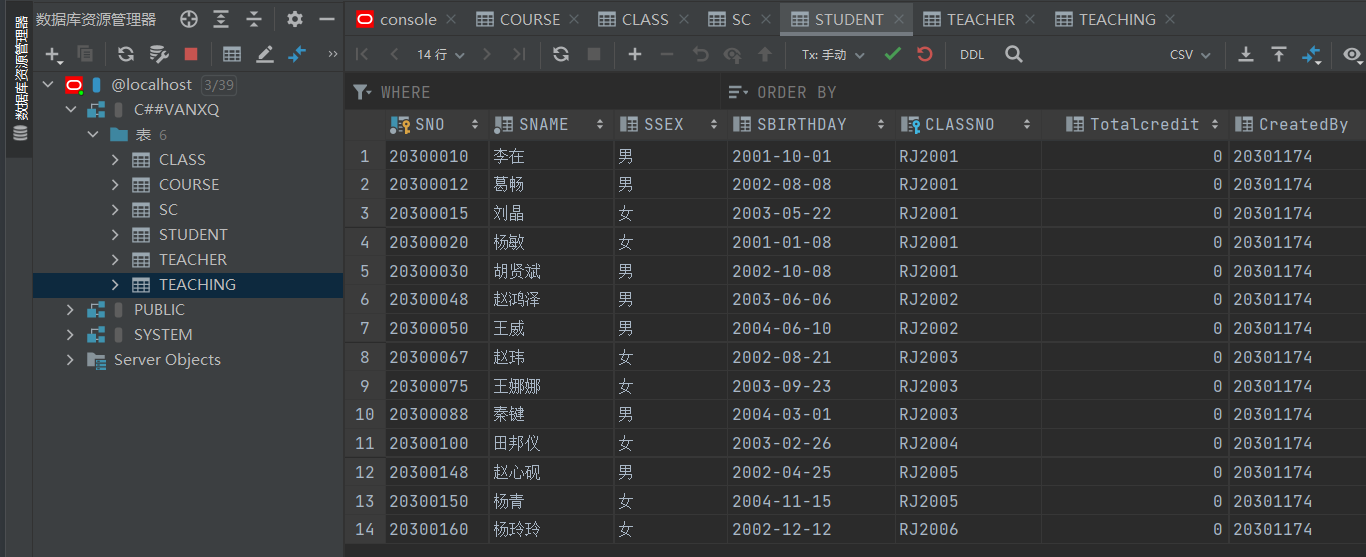 数据库资源管理器
数据库资源管理器
console
COURSE
CLASS
SC
STUDENT
TEACHER
TEACHING
14 行
Tx: 手动
DDL
CSV
@localhost 3/39
C##VANXQ
表 6
CLASS
COURSE
SC
STUDENT
TEACHER
TEACHING
PUBLIC
SYSTEM
Server Objects
WHERE
ORDER BY
SNO SNAME SSEX SBIRTHDAY CLASSNO Totalcredit CreatedBy
1 20300010 李在 男 2001-10-01 RJ2001 0 20301174
2 20300012 葛畅 男 2002-08-08 RJ2001 0 20301174
3 20300015 刘晶 女 2003-05-22 RJ2001 0 20301174
4 20300020 杨敏 女 2001-01-08 RJ2001 0 20301174
5 20300030 胡贤斌 男 2002-10-08 RJ2001 0 20301174
6 20300048 赵鸿泽 男 2003-06-06 RJ2002 0 20301174
7 20300050 王威 男 2004-06-10 RJ2002 0 20301174
8 20300067 赵玮 女 2002-08-21 RJ2003 0 20301174
9 20300075 王娜娜 女 2003-09-23 RJ2003 0 20301174
10 20300088 秦键 男 2004-03-01 RJ2003 0 20301174
11 20300100 田邦仪 女 2003-02-26 RJ2004 0 20301174
12 20300148 赵心砚 男 2002-04-25 RJ2005 0 20301174
13 20300150 杨青 女 2004-11-15 RJ2005 0 20301174
14 20300160 杨玲玲 女 2002-12-12 RJ2006 0 20301174